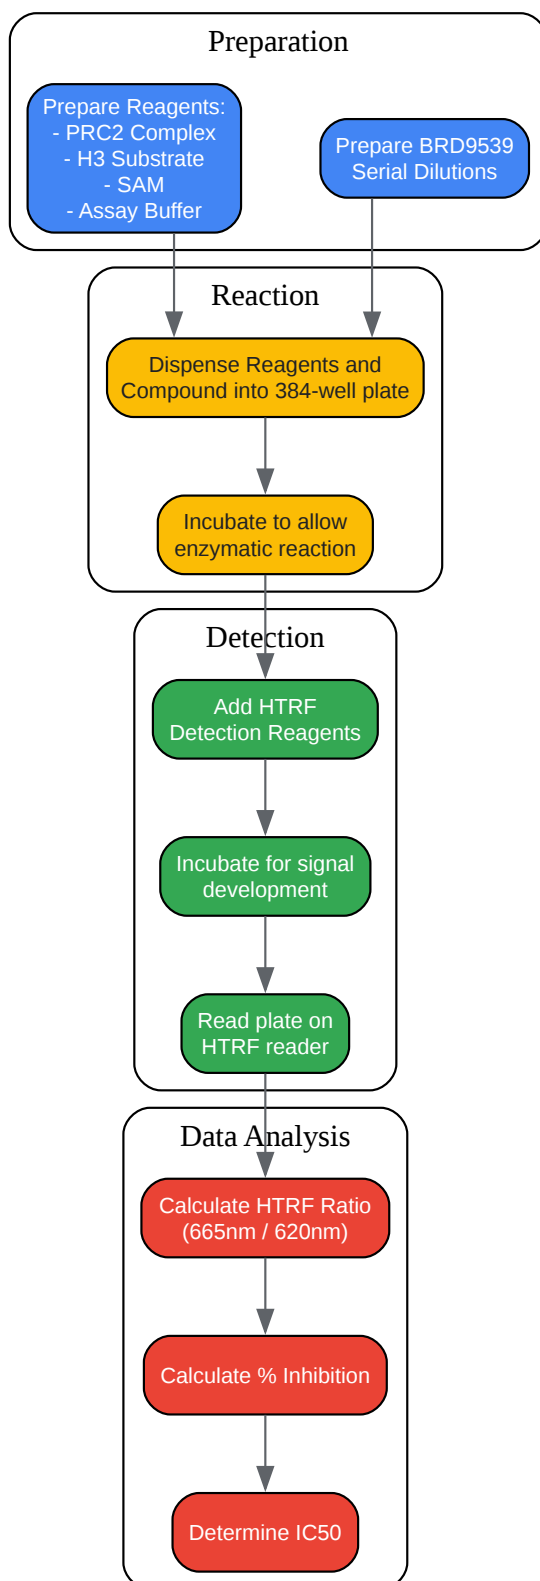 Preparation
Prepare Reagents:
- PRC2 Complex
- H3 Substrate
- SAM
- Assay Buffer
Prepare BRD9539
Serial Dilutions
Reaction
Dispense Reagents and
Compound into 384-well plate
Incubate to allow
enzymatic reaction
Detection
Add HTRF
Detection Reagents
Incubate for signal
development
Read plate on
HTRF reader
Data Analysis
Calculate HTRF Ratio
(665nm / 620nm)
Calculate % Inhibition
Determine IC50